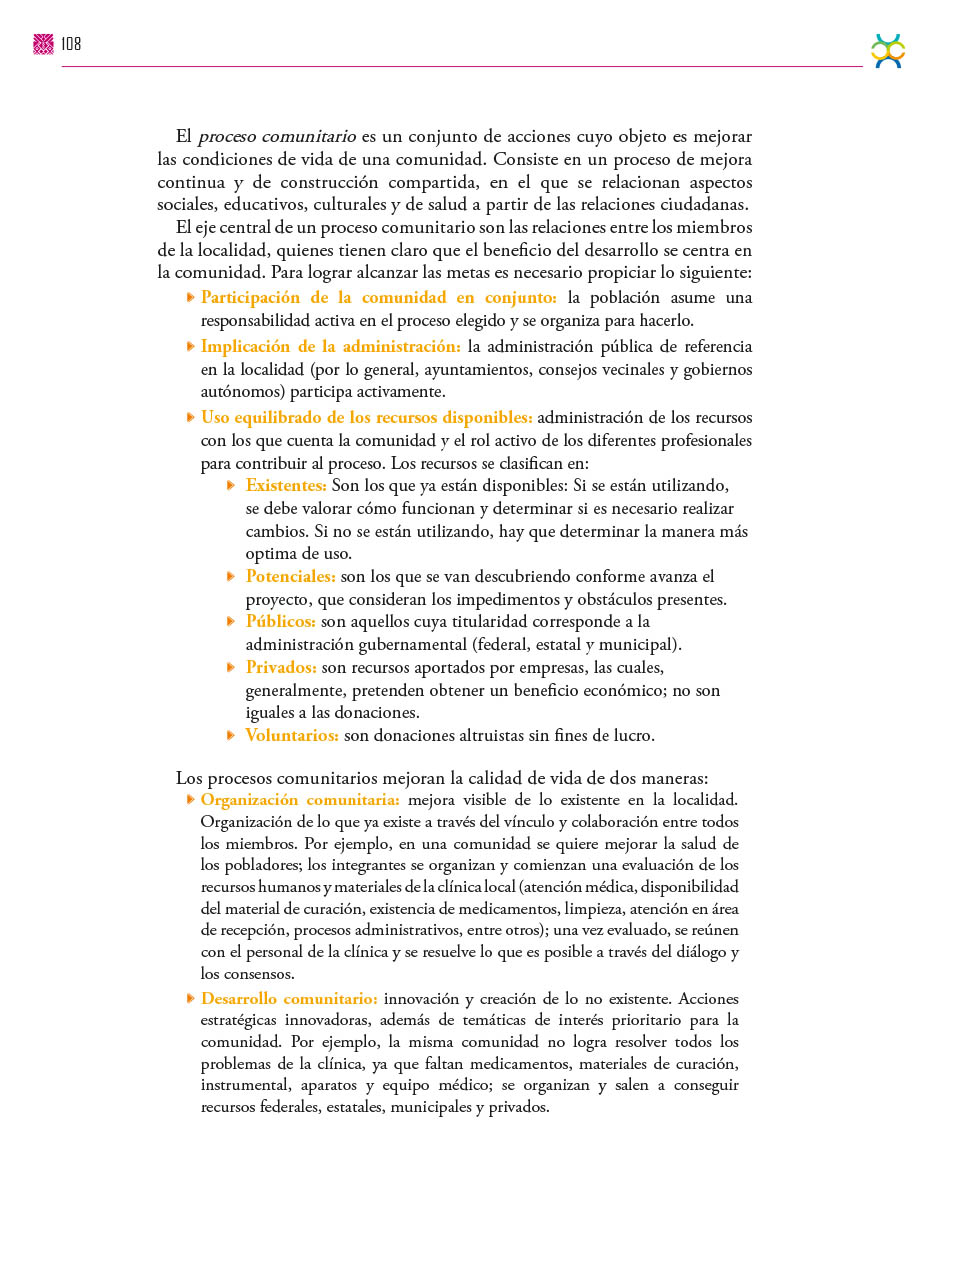 108
El proceso comunitario es un conjunto de acciones cuyo objeto es mejorar
las condiciones de vida de una comunidad. Consiste en un proceso de mejora
continua y de construcción compartida, en el que se relacionan aspectos
sociales, educativos, culturales y de salud a partir de las relaciones ciudadanas.
El eje central de un proceso comunitario son las relaciones entre los miembros
de la localidad, quienes tienen claro que el beneficio del desarrollo se centra en
la comunidad. Para lograr alcanzar las metas es necesario propiciar lo siguiente:
Participación de la comunidad en conjunto: la población asume una
responsabilidad activa en el proceso elegido y se organiza para hacerlo.
Implicación de la administración: la administración pública de referencia
en la localidad (por lo general, ayuntamientos, consejos vecinales y gobiernos
autónomos) participa activamente.
Uso equilibrado de los recursos disponibles: administración de los recursos
con los que cuenta la comunidad y el rol activo de los diferentes profesionales
para contribuir al proceso. Los recursos se clasifican en:
Existentes: Son los que ya están disponibles: Si se están utilizando,
se debe valorar cómo funcionan y determinar si es necesario realizar
cambios. Si no se están utilizando, hay que determinar la manera más
optima de uso.
Potenciales: son los que se van descubriendo conforme avanza el
proyecto, que consideran los impedimentos y obstáculos presentes.
Públicos: son aquellos cuya titularidad corresponde a la
administración gubernamental (federal, estatal y municipal).
Privados: son recursos aportados por empresas, las cuales,
generalmente, pretenden obtener un beneficio económico; no son
iguales a las donaciones.
Voluntarios: son donaciones altruistas sin fines de lucro.
Los procesos comunitarios mejoran la calidad de vida de dos maneras:
Organización comunitaria: mejora visible de lo existente en la localidad.
Organización de lo que ya existe a través del vínculo y colaboración entre todos
los miembros. Por ejemplo, en una comunidad se quiere mejorar la salud de
los pobladores; los integrantes se organizan y comienzan una evaluación de los
recursos humanos y materiales de la clínica local (atención médica, disponibilidad
del material de curación, existencia de medicamentos, limpieza, atención en área
de recepción, procesos administrativos, entre otros); una vez evaluado, se reúnen
con el personal de la clínica y se resuelve lo que es posible a través del diálogo y
los consensos.
Desarrollo comunitario: innovación y creación de lo no existente. Acciones
estratégicas innovadoras, además de temáticas de interés prioritario para la
comunidad. Por ejemplo, la misma comunidad no logra resolver todos los
problemas de la clínica, ya que faltan medicamentos, materiales de curación,
instrumental, aparatos y equipo médico; se organizan y salen a conseguir
recursos federales, estatales, municipales y privados.